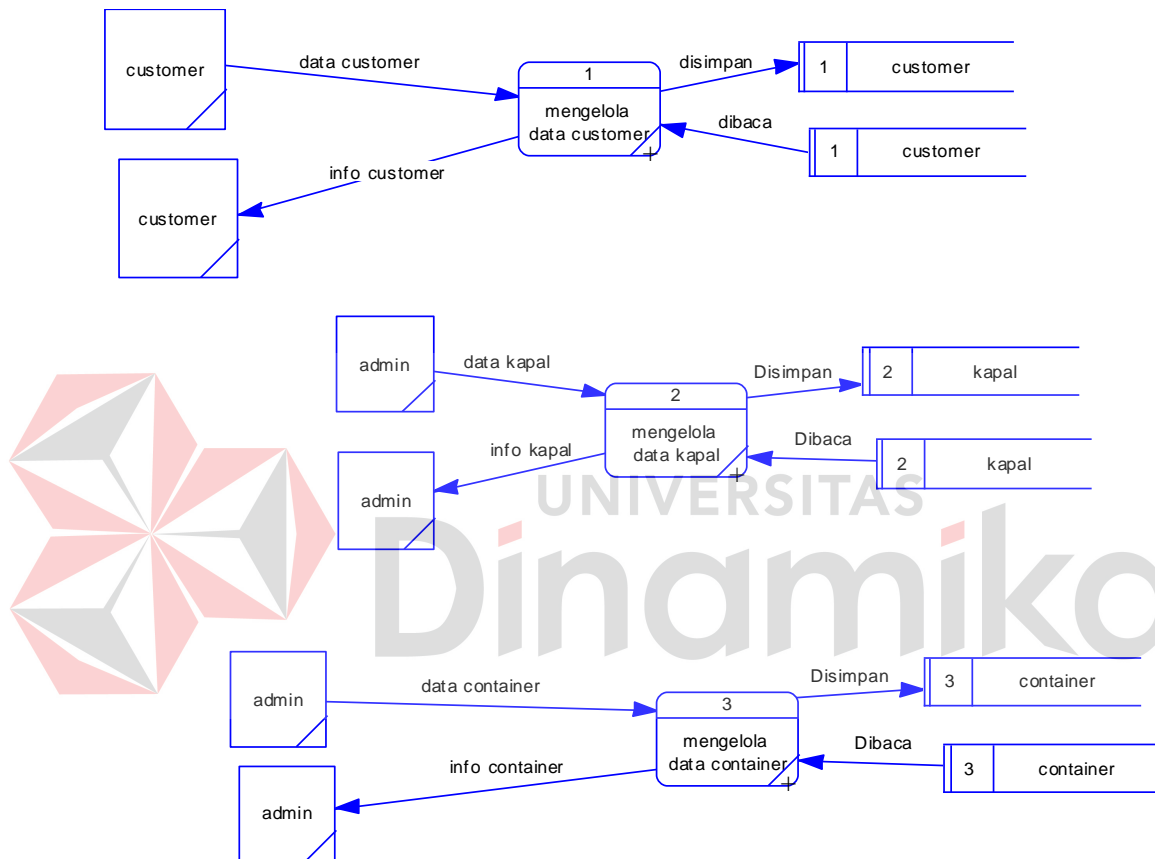 customer
data customer
1
mengelola
data customer
disimpan
1
customer
dibaca
1
customer
info customer
customer
admin
data kapal
2
mengelola
data kapal
Disimpan
2
kapal
Dibaca
2
kapal
info kapal
admin
UNIVERSITAS
Dinamika
admin
data container
3
mengelola
data container
Disimpan
3
container
Dibaca
3
container
info container
admin